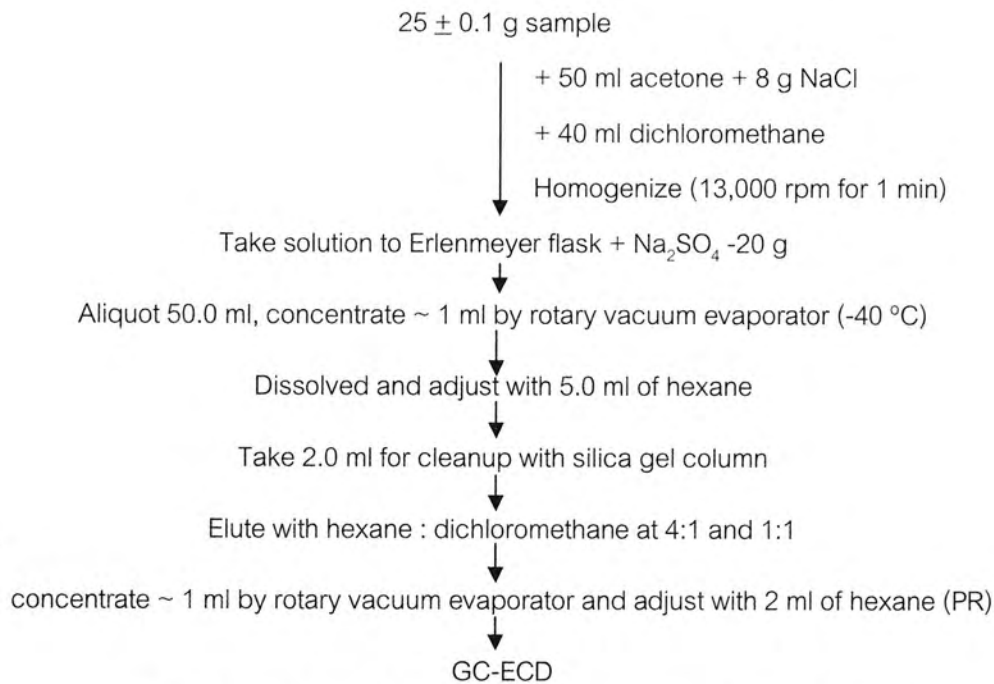 25 ± 0.1 g sample
+ 50 ml acetone + 8 g NaCl
+ 40 ml dichloromethane
Homogenize (13,000 rpm for 1 min)
Take solution to Erlenmeyer flask + Na₂SO₄ -20 g
Aliquot 50.0 ml, concentrate ~ 1 ml by rotary vacuum evaporator (-40 °C)
Dissolved and adjust with 5.0 ml of hexane
Take 2.0 ml for cleanup with silica gel column
Elute with hexane : dichloromethane at 4:1 and 1:1
concentrate ~ 1 ml by rotary vacuum evaporator and adjust with 2 ml of hexane (PR)
GC-ECD